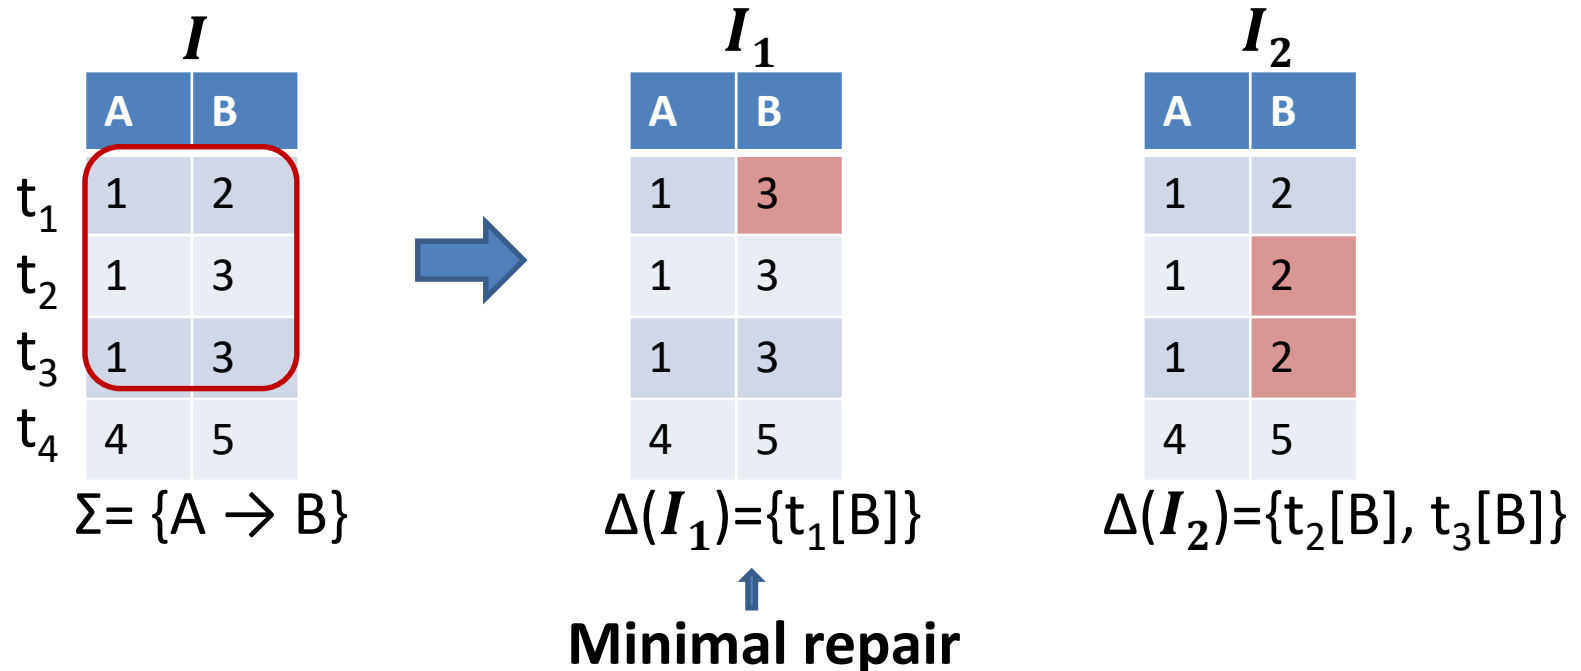 I I₁ I₂
A B A B A B
t₁ 1 2 1 3 1 2
t₂ 1 3 1 3 1 2
t₃ 1 3 1 3 1 2
t₄ 4 5 4 5 4 5
Σ= {A → B} Δ(I₁)={t₁[B]} Δ(I₂)={t₂[B], t₃[B]}
Minimal repair